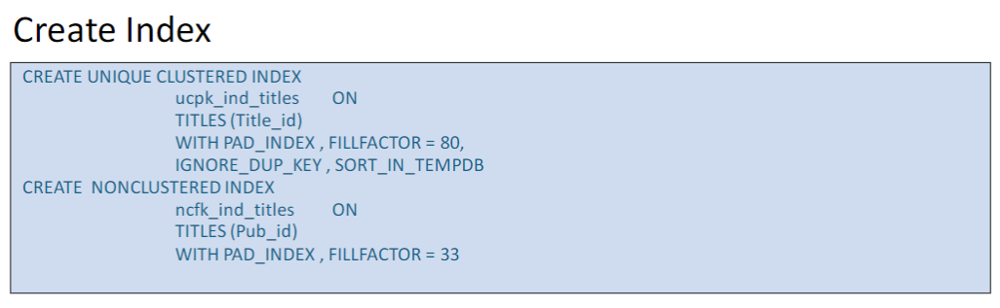 Create Index
CREATE UNIQUE CLUSTERED INDEX
ucpk_ind_titles ON
TITLES (Title_id)
WITH PAD_INDEX , FILLFACTOR = 80,
IGNORE_DUP_KEY , SORT_IN_TEMPDB
CREATE NONCLUSTERED INDEX
ncfk_ind_titles ON
TITLES (Pub_id)
WITH PAD_INDEX , FILLFACTOR = 33